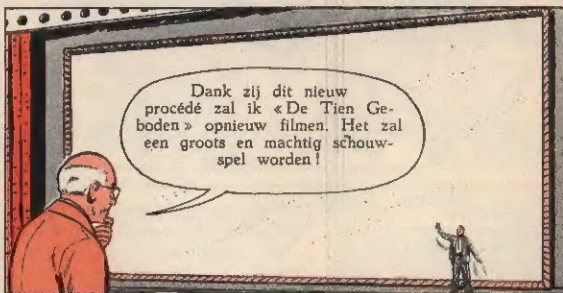 Dank zij dit nieuw
procédé zal ik «De Tien Ge-
boden» opnieuw filmen. Het zal
een groots en machtig schouw-
spel worden!